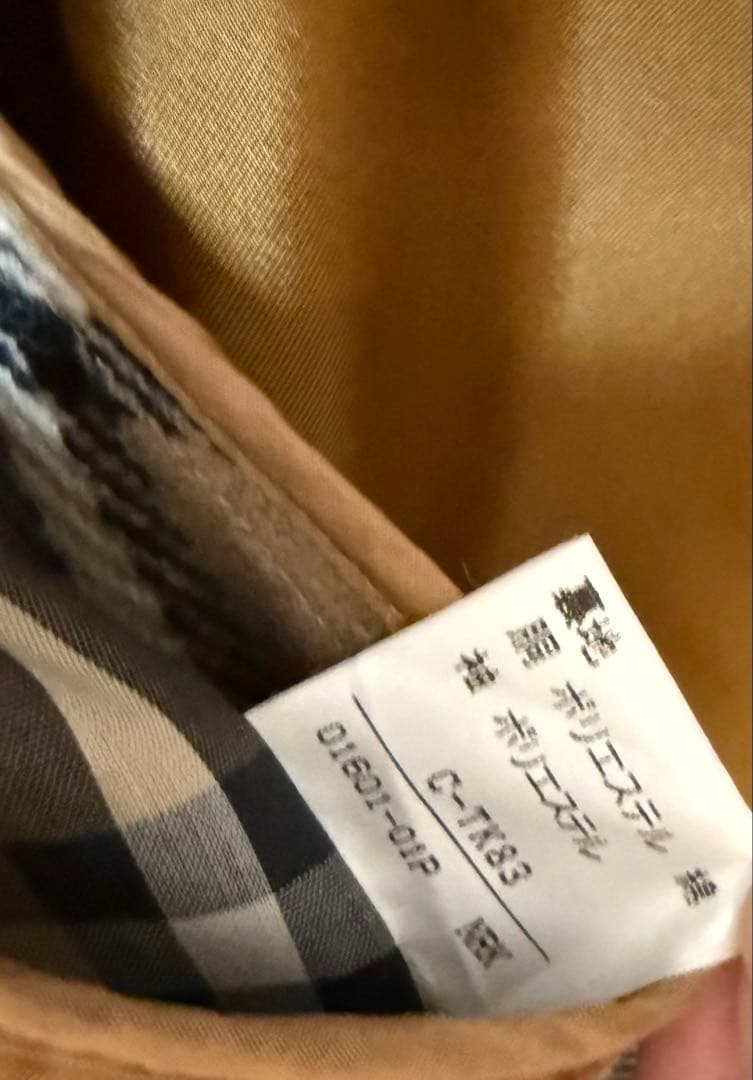 裏地
胴 ポリエステル
袖 ポリエステル
C-TK83
01601-01P